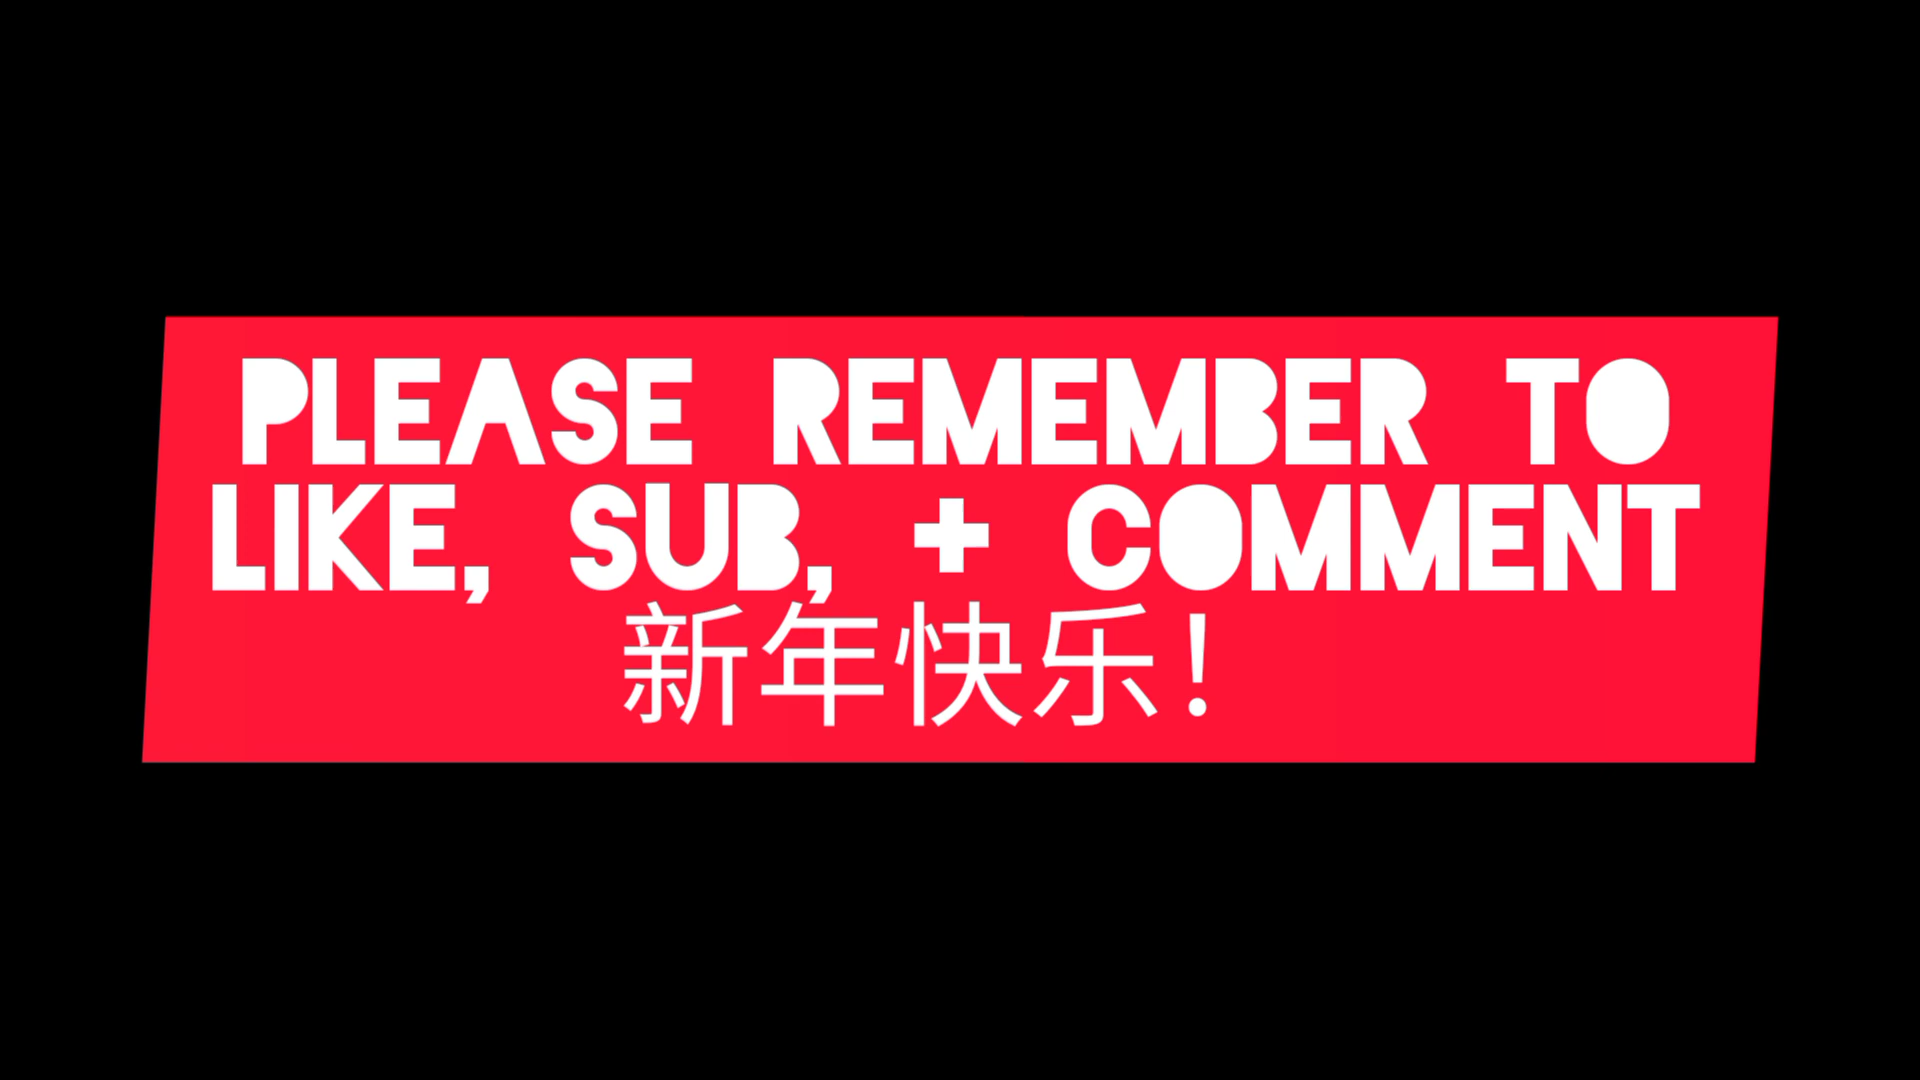 PLEASE REMEMBER TO
LIKE, SUB, + COMMENT
新年快乐！